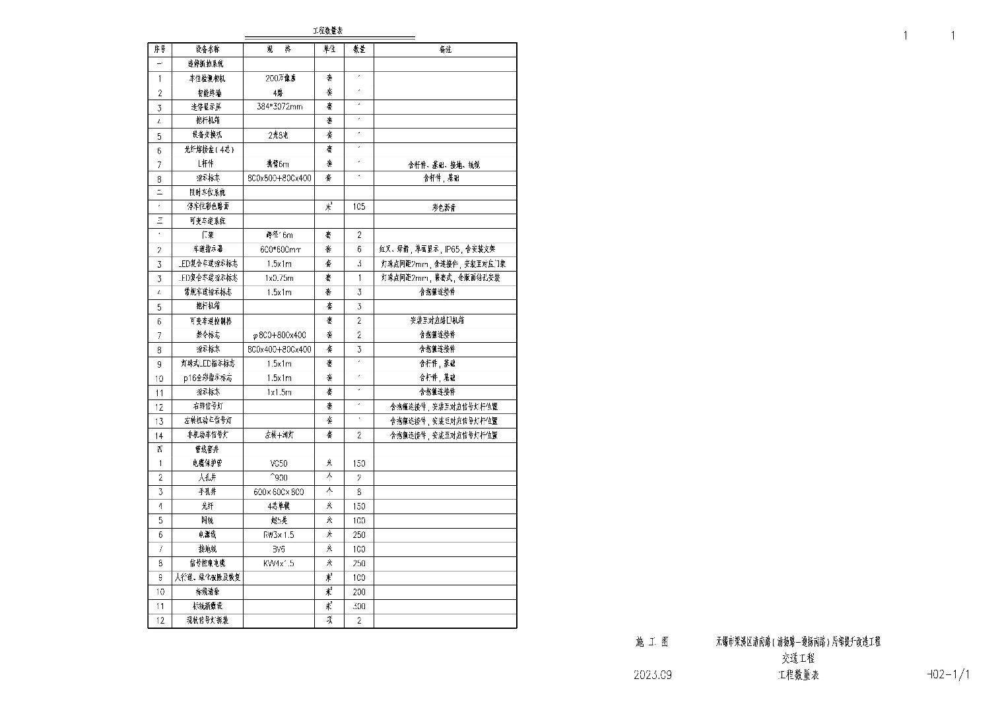 工程数量表
1 1
序号 设备名称 规 格 单位 数量 备注
一 违停抓拍系统
1 车位检测相机 200万像素 套 1
2 智能终端 4路 套 1
3 违停显示屏 384*3072mm 套 1
4 抱杆机箱 套 1
5 设备交换机 2光8电 套 1
6 光纤熔接盒(4芯) 套 1
7 L杆件 横臂6m 套 1 含杆件、基础、接地、线缆
8 指示标志 800x800+800x400 套 1 含杆件,基础
二 限时车位系统
1 停车位彩色路面 米² 105 彩色沥青
三 可变车道系统
1 门架 跨径16m 套 2
2 车道指示器 600*600mm 套 6 红叉、绿箭,单面显示,IP65,含安装支架
3 LED复合车道指示标志 1.5x1m 套 3 灯珠点间距2mm,含连接件,安装至对应门架
3 LED复合车道指示标志 1x0.75m 套 1 灯珠点间距2mm,嵌套式,含版面钻孔安装
4 常规车道指示标志 1.5x1m 套 3 含抱箍连接件
5 抱杆机箱 套 3
6 可变车道控制器 套 2 安装至对应路口机箱
7 禁令标志 φ800+800x400 套 2 含抱箍连接件
8 指示标志 800x400+800x400 套 3 含抱箍连接件
9 灯珠式LED指示标志 1.5x1m 套 1 含杆件,基础
10 p16全彩指示标志 1.5x1m 套 1 含杆件,基础
11 指示标志 1x1.5m 套 1 含抱箍连接件
12 右转信号灯 套 1 含抱箍连接件,安装至对应信号灯杆位置
13 左转机动车信号灯 套 1 含抱箍连接件,安装至对应信号灯杆位置
14 非机动车信号灯 左转+满灯 套 2 含抱箍连接件,安装至对应信号灯杆位置
四 管线窨井
1 电缆保护管 VC50 米 150
2 人孔井 900 个 2
3 手孔井 600×600×800 个 8
4 光纤 4芯单模 米 150
5 网线 超5类 米 100
6 电源线 RW3×1.5 米 250
7 接地线 BV6 米 100
8 信号控制电缆 KVV4x1.5 米 250
9 人行道、绿化破除及恢复 米² 100
10 标线清除 米² 200
11 标线新敷设 米² 300
12 现状信号灯拆装 项 2
施 工 图 无锡市梁溪区清南路(清扬路-通扬南路)局部提升改造工程
交通工程
2023.09 工程数量表 H02-1/1